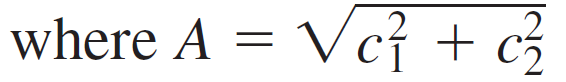 where A = √(c₁² + c₂²)